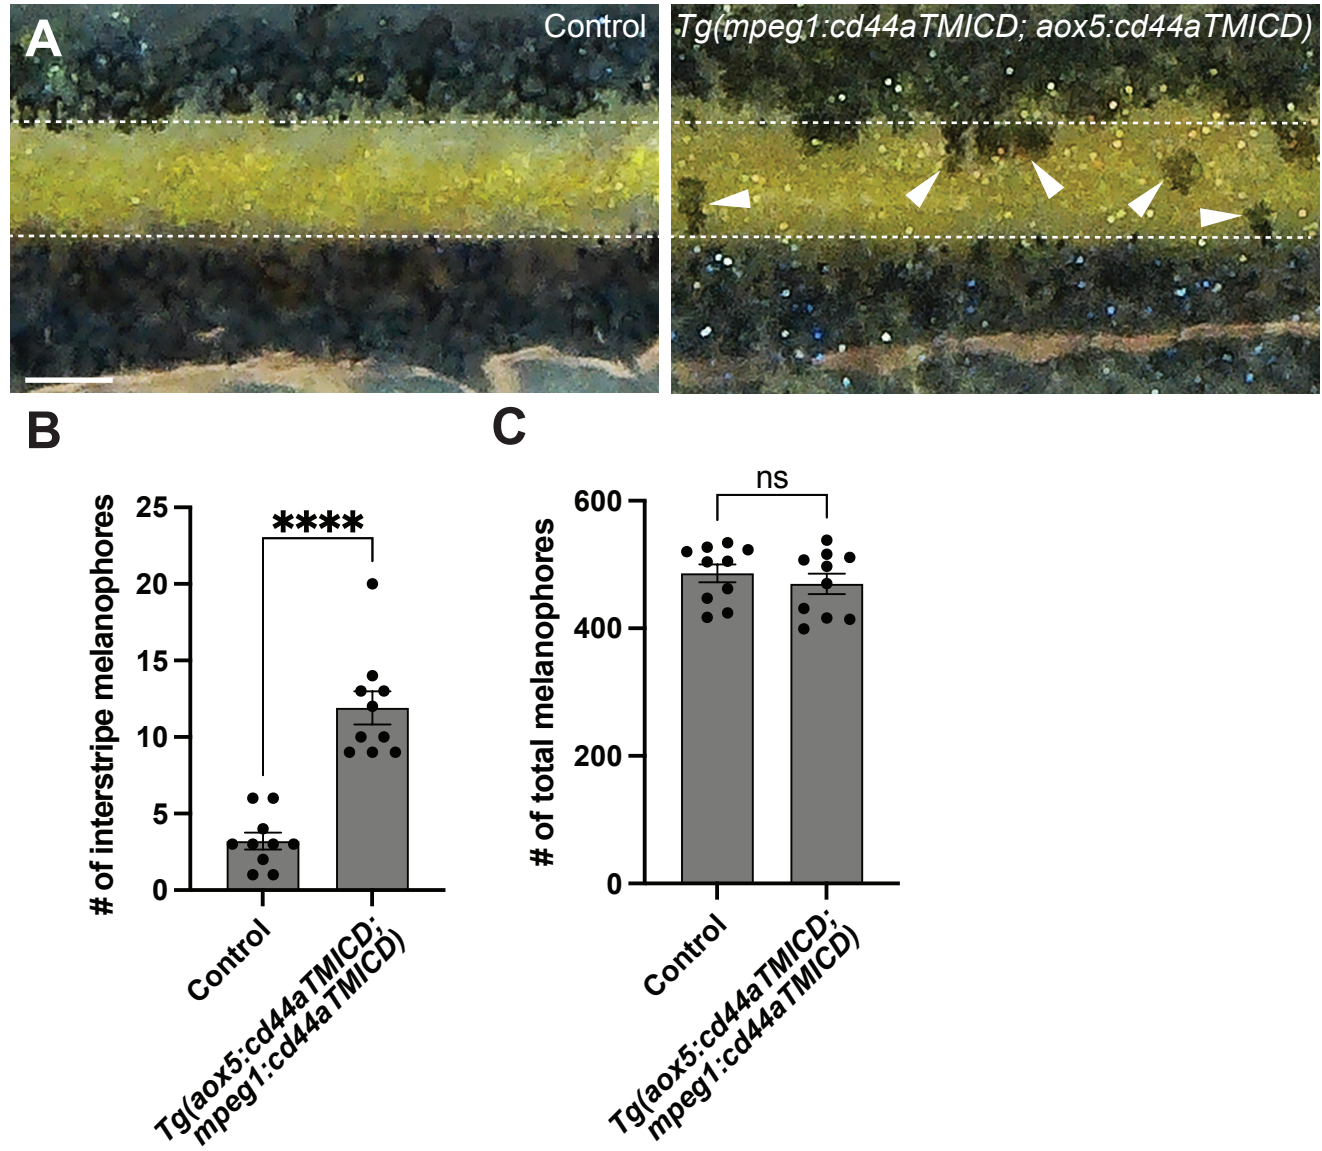 A
Control
Tg(mpeg1:cd44aTMICD; aox5:cd44aTMICD)
B
# of interstripe melanophores
25
20
15
10
5
0
****
Control
Tg(aox5:cd44aTMICD;
mpeg1:cd44aTMICD)
C
# of total melanophores
600
400
200
0
ns
Control
Tg(aox5:cd44aTMICD;
mpeg1:cd44aTMICD)